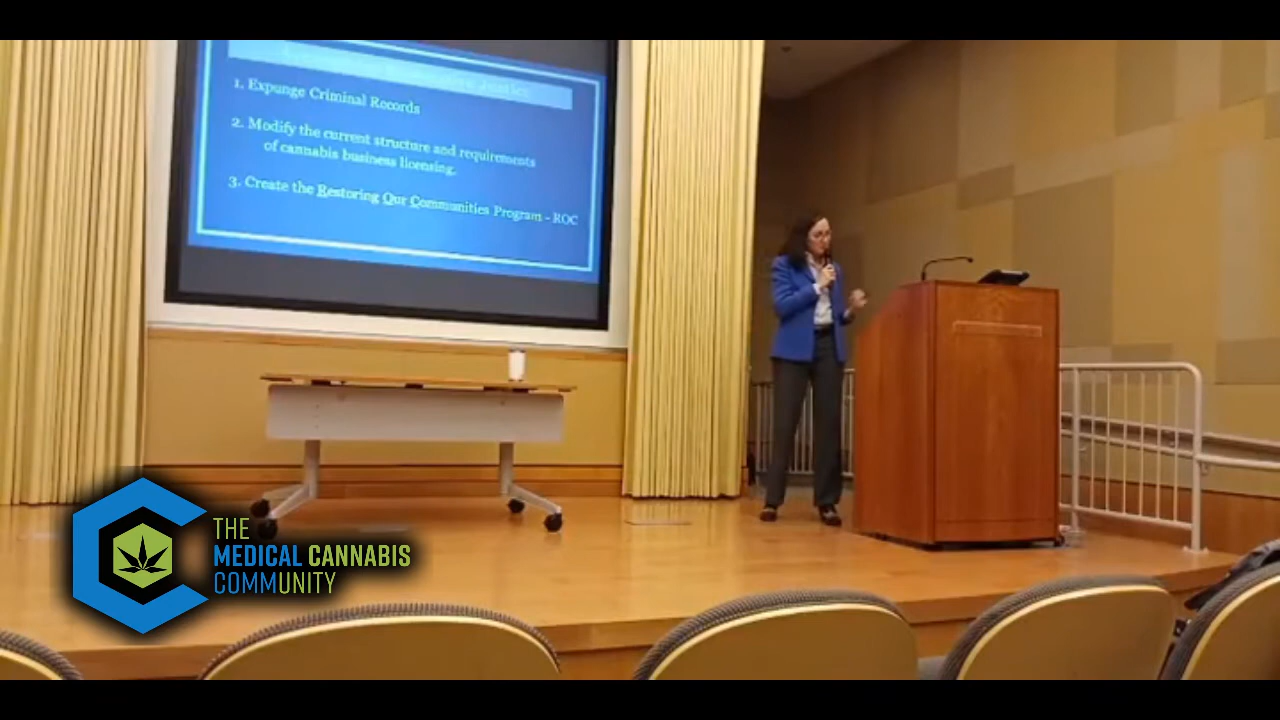 Justice
1. Expunge Criminal Records
2. Modify the current structure and requirements
of cannabis business licensing.
3. Create the Restoring Our Communities Program - ROC
THE
MEDICAL CANNABIS
COMMUNITY